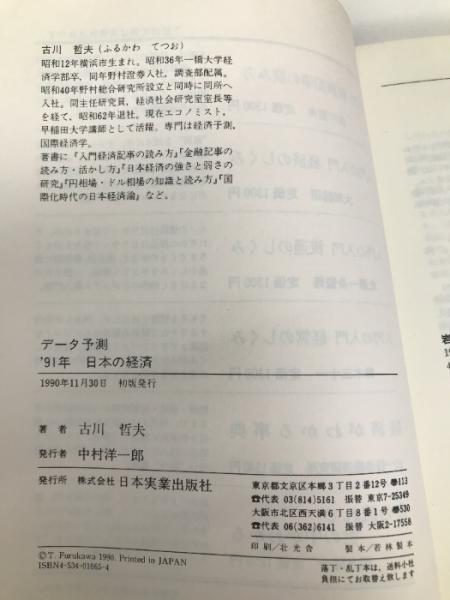 古川 哲夫(ふるかわ てつお)
昭和12年横浜市生まれ。昭和36年一橋大学経
済学部卒、同年野村證券入社。調査部配属。
昭和40年野村総合研究所設立と同時に同所へ
入社。同主任研究員、経済社会研究室室長等
を経て、昭和62年退社。現在エコノミスト。
早稲田大学講師として活躍。専門は経済予測、
国際経済学。
著書に『入門経済記事の読み方』『金融記事の
読み方・活かし方』『日本経済の強さと弱さの
研究』『円相場・ドル相場の知識と読み方』『国
際化時代の日本経済論』など。
データ予測
'91年 日本の経済
1990年11月30日 初版発行
著 者 古川 哲夫
発行者 中村洋一郎
発行所 株式会社 日本実業出版社
東京都文京区本郷3丁目2番12号 〒113
☎代表 03(814)5161 振替 東京7-25349
大阪市北区西天満6丁目8番1号 〒530
☎代表 06(362)6141 振替 大阪2-17558
印刷/壮光舎 製本/若林製本
©T. Furukawa 1990. Printed in JAPAN
ISBN4-534-01665-4
落丁・乱丁本は、送料小社
負担にてお取替え致します。